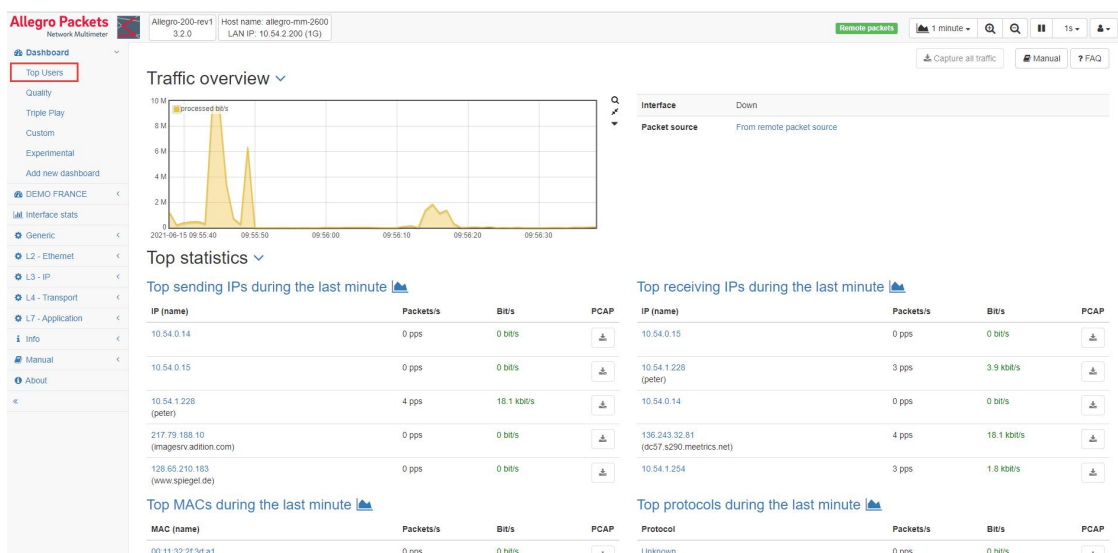 Allegro Packets
Network Multimeter
Allegro-200-rev1
3.2.0
Host name: allegro-mm-2600
LAN IP: 10.54.2.200 (1G)
Remote packets
1 minute
1s
Dashboard
Top Users
Quality
Triple Play
Custom
Experimental
Add new dashboard
DEMO FRANCE
Interface stats
Generic
L2 - Ethernet
L3 - IP
L4 - Transport
L7 - Application
Info
Manual
About
«
Capture all traffic
Manual
? FAQ
Traffic overview
10 M
processed bit/s
8 M
6 M
4 M
2 M
0
2021-06-15 09:55:40 09:55:50 09:56:00 09:56:10 09:56:20 09:56:30
Interface Down
Packet source From remote packet source
Top statistics
Top sending IPs during the last minute
IP (name) Packets/s Bit/s PCAP
10.54.0.14 0 pps 0 bit/s
10.54.0.15 0 pps 0 bit/s
10.54.1.228 4 pps 18.1 kbit/s
(peter)
217.79.188.10 0 pps 0 bit/s
(imagesrv.adition.com)
128.65.210.183 0 pps 0 bit/s
(www.spiegel.de)
Top receiving IPs during the last minute
IP (name) Packets/s Bit/s PCAP
10.54.0.15 0 pps 0 bit/s
10.54.1.228 3 pps 3.9 kbit/s
(peter)
10.54.0.14 0 pps 0 bit/s
136.243.32.81 4 pps 18.1 kbit/s
(dc57.s290.meetrics.net)
10.54.1.254 3 pps 1.8 kbit/s
Top MACs during the last minute
MAC (name) Packets/s Bit/s PCAP
00:11:32:2f:3d:a1 0 pps 0 bit/s
Top protocols during the last minute
Protocol Packets/s Bit/s PCAP
Unknown 0 pps 0 bit/s